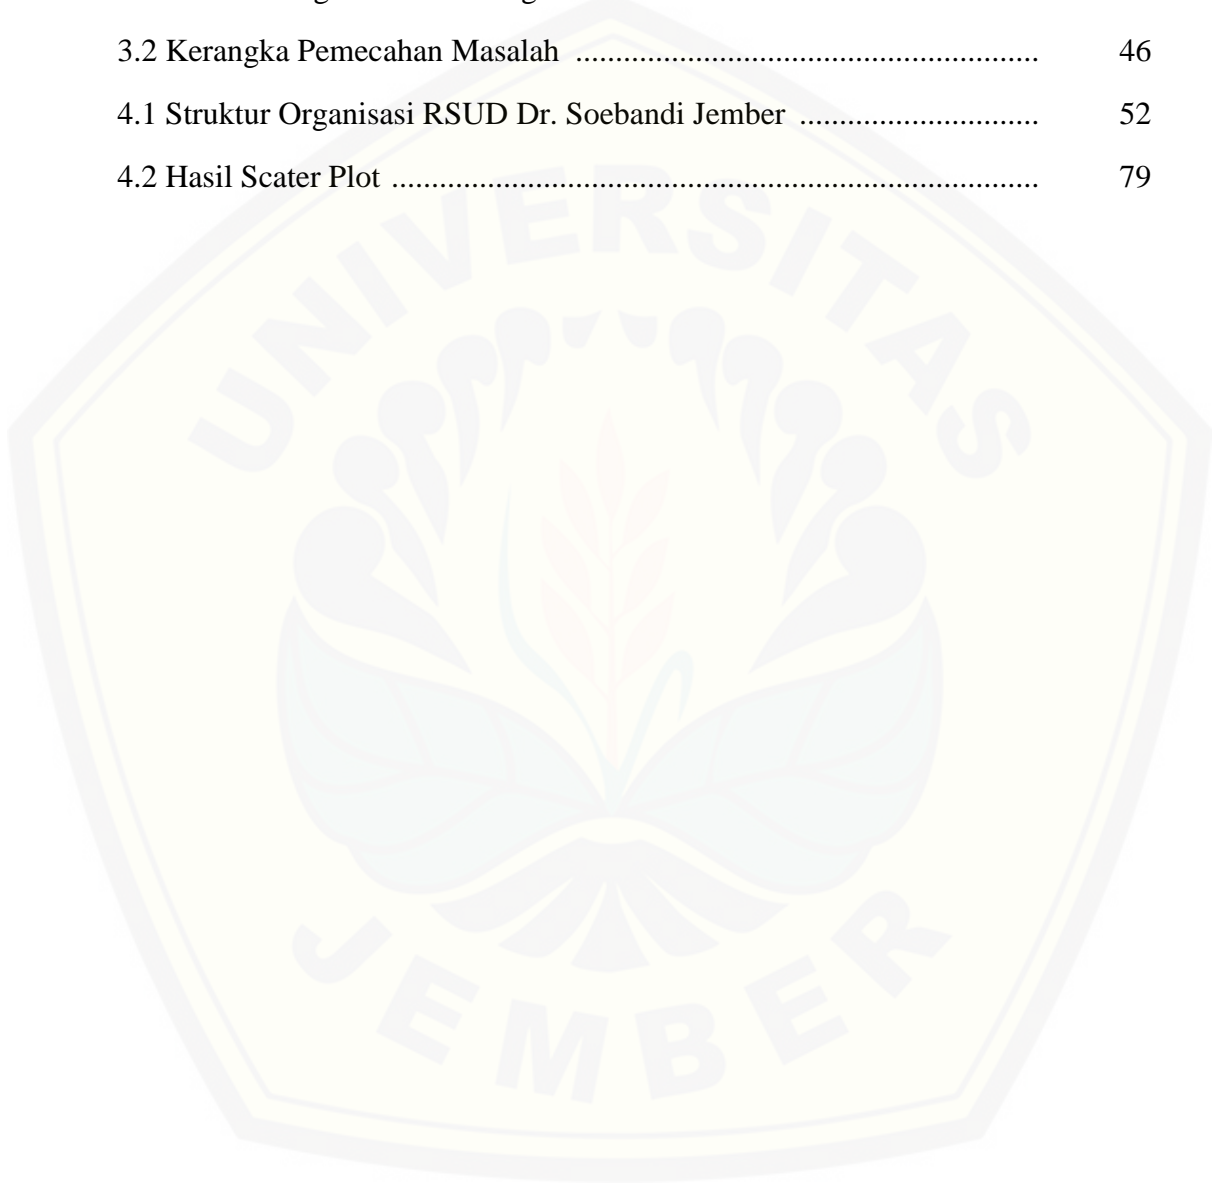 3.2 Kerangka Pemecahan Masalah ................................................. 46
4.1 Struktur Organisasi RSUD Dr. Soebandi Jember ......................... 52
4.2 Hasil Scater Plot .................................................................... 79
UNIVERSITAS
JEMBER